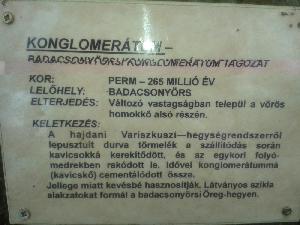 KONGLOMERÁTUM –
BADACSONYÖRSI KONGLOMERÁTUM TAGOZAT
KOR: PERM – 265 MILLIÓ ÉV
LELŐHELY: BADACSONYÖRS
ELTERJEDÉS: Változó vastagságban települ a vörös
homokkő alsó részén.
KELETKEZÉS:
A hajdani Variszkuszi–hegységrendszerről
lepusztult durva törmelék a szállítódás során
kavicsokká kerekítődött, és az egykori folyó-
medrekben rakódott le. Idővel konglomerátummá
(kavicskő) cementálódott össze.
Jellege miatt kevésbé használják. Látványos szikla
alakzatokat formál a badacsonyörsi Öreg-hegyen.